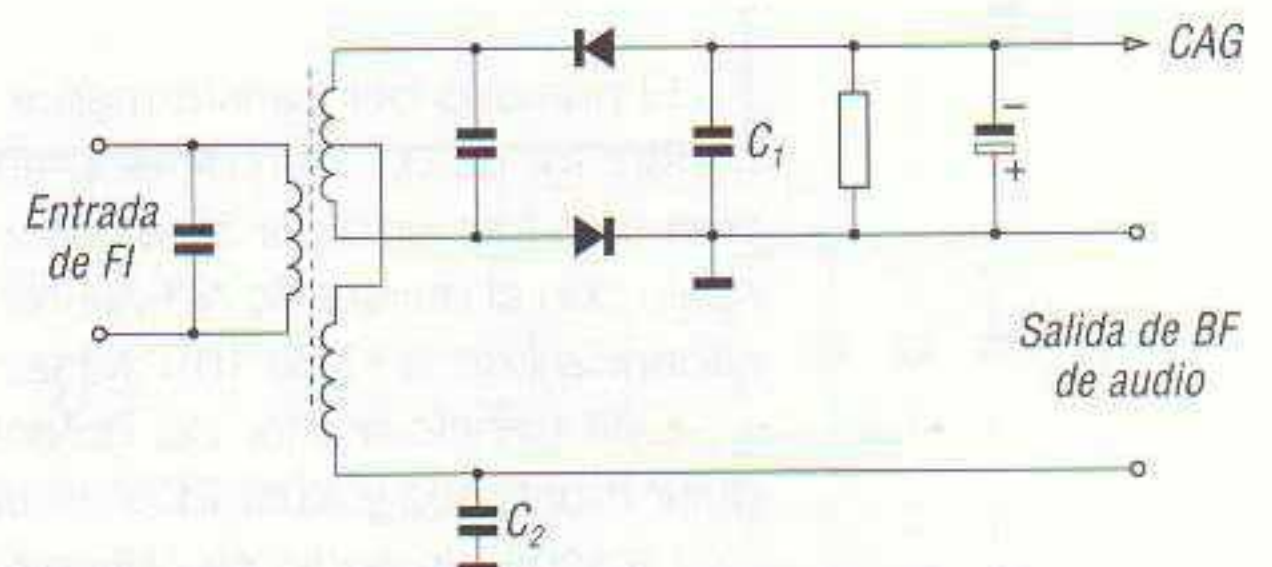 CAG
C1
Entrada
de FI
−
+
Salida de BF
de audio
C2